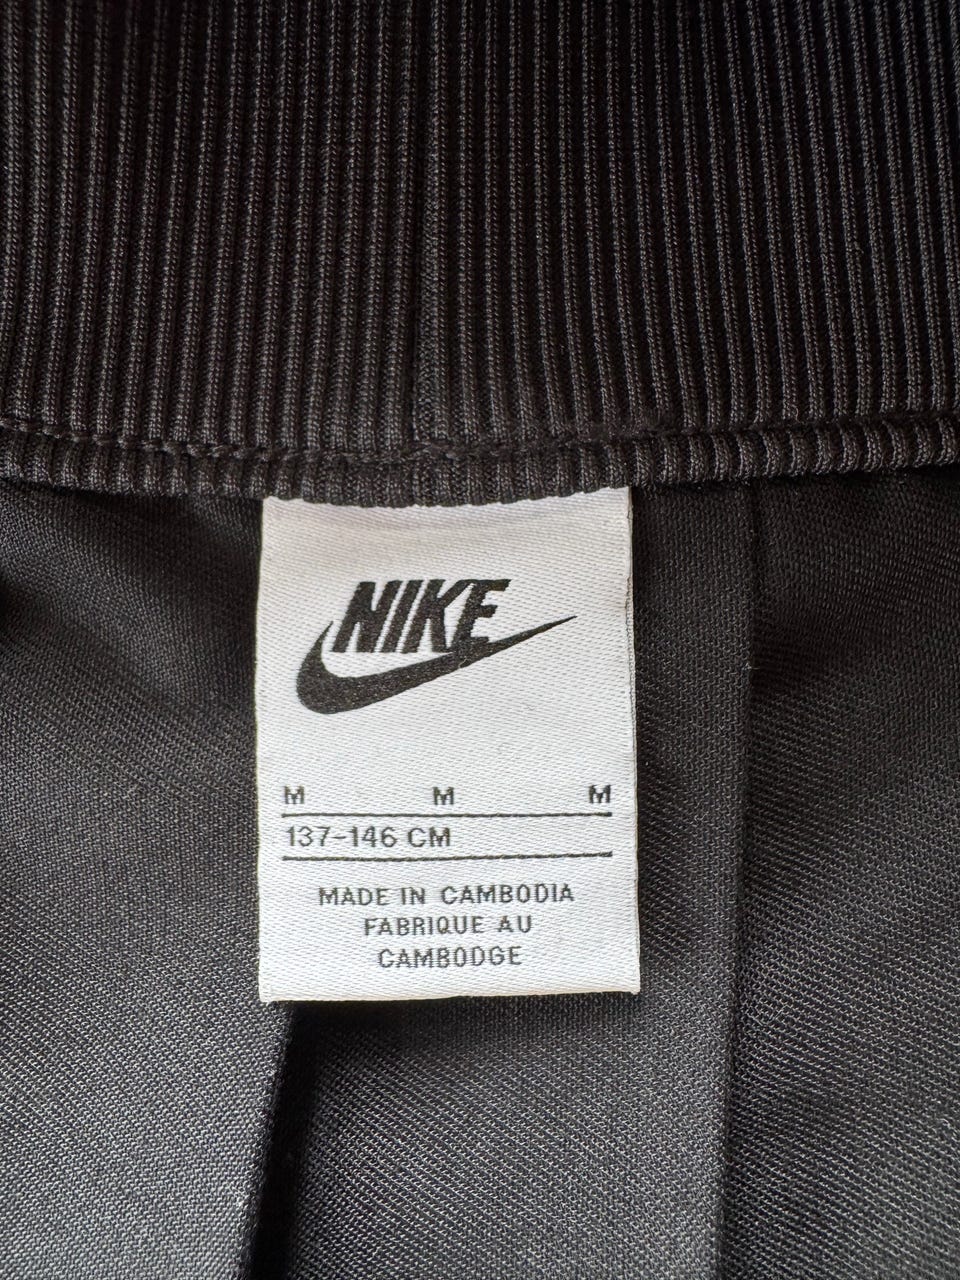 NIKE
M M M
137-146 CM
MADE IN CAMBODIA
FABRIQUE AU
CAMBODGE